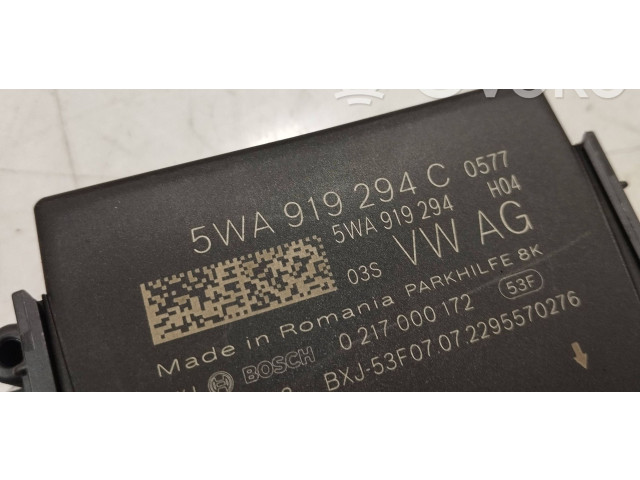 5WA 919 294 C 0577
5WA 919 294 H04
03S VW AG
PARKHILFE 8K
Made in Romania 53F
0 217 000 172
BOSCH
BXJ-53F07.07.2295570276